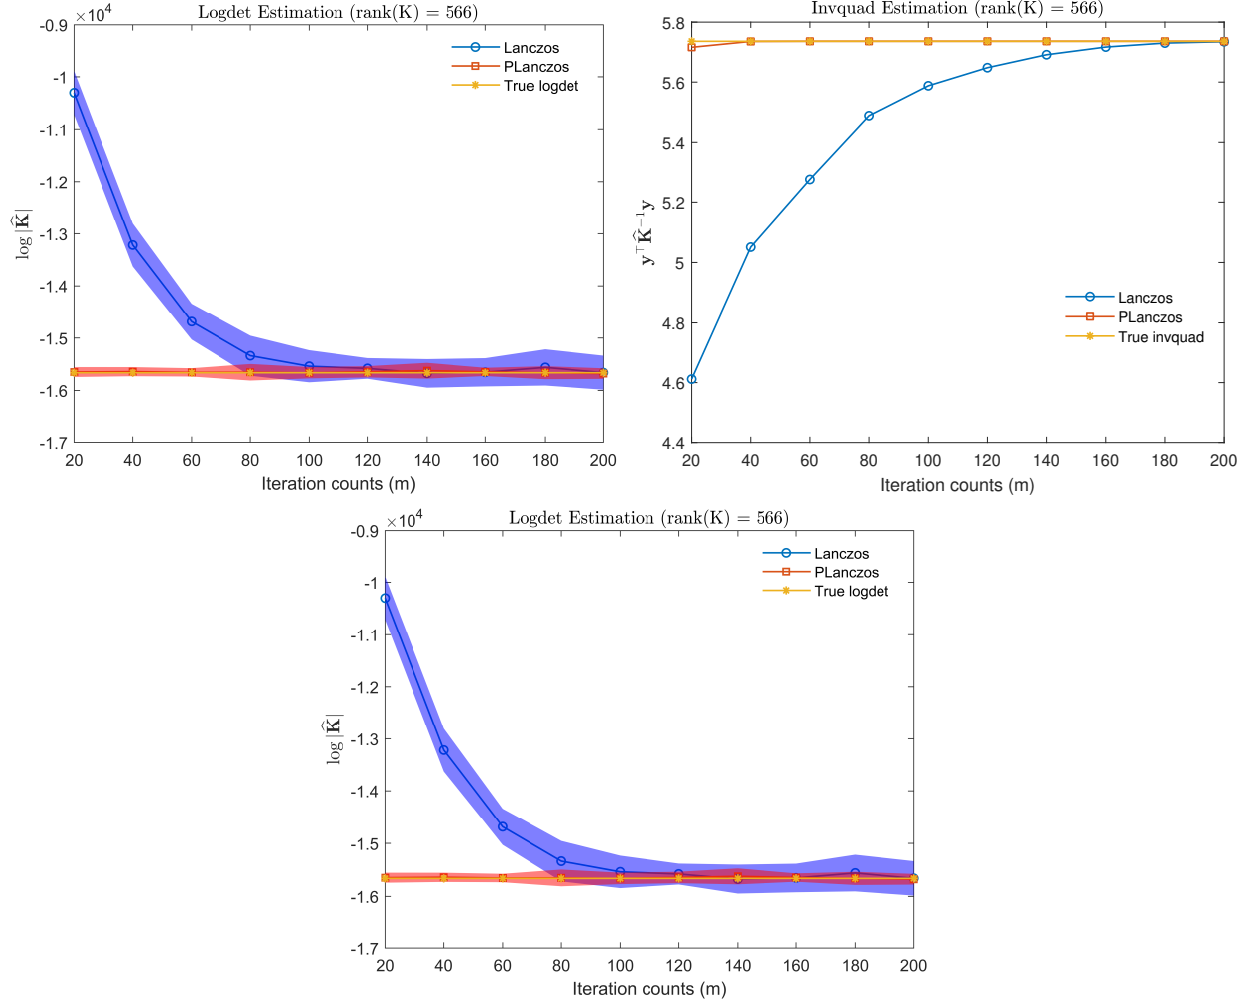 Logdet Estimation (rank(K) = 566)
×10⁴
-0.9
-1
-1.1
-1.2
-1.3
-1.4
-1.5
-1.6
-1.7
log |K̂|
20 40 60 80 100 120 140 160 180 200
Iteration counts (m)
Lanczos
PLanczos
True logdet
Invquad Estimation (rank(K) = 566)
5.8
5.6
5.4
5.2
5
4.8
4.6
4.4
y⊤K̂⁻¹y
20 40 60 80 100 120 140 160 180 200
Iteration counts (m)
Lanczos
PLanczos
True invquad
Logdet Estimation (rank(K) = 566)
×10⁴
-0.9
-1
-1.1
-1.2
-1.3
-1.4
-1.5
-1.6
-1.7
log |K̂|
20 40 60 80 100 120 140 160 180 200
Iteration counts (m)
Lanczos
PLanczos
True logdet